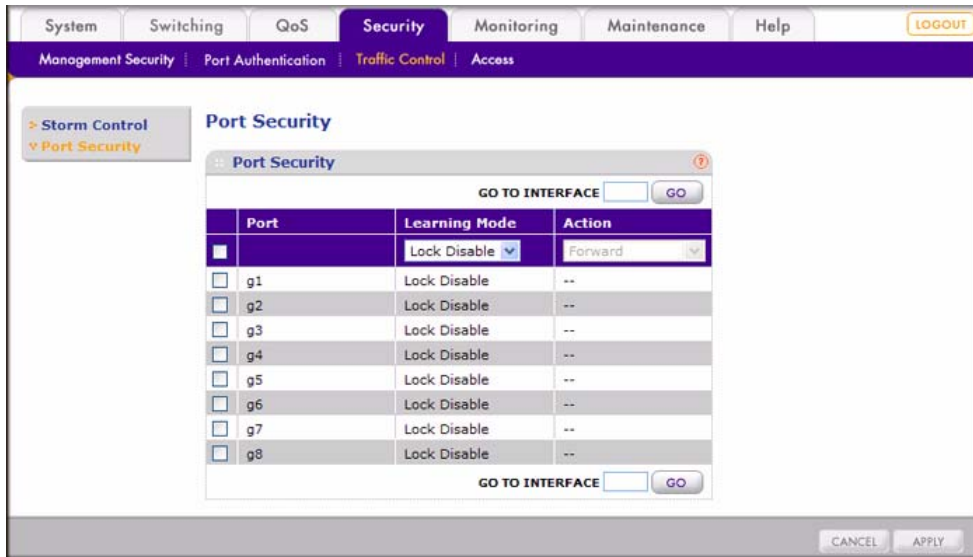 System Switching QoS Security Monitoring Maintenance Help LOGOUT
Management Security Port Authentication Traffic Control Access
Storm Control
Port Security
Port Security
Port Security ?
GO TO INTERFACE GO
Port Learning Mode Action
Lock Disable Forward
g1 Lock Disable --
g2 Lock Disable --
g3 Lock Disable --
g4 Lock Disable --
g5 Lock Disable --
g6 Lock Disable --
g7 Lock Disable --
g8 Lock Disable --
GO TO INTERFACE GO
CANCEL APPLY